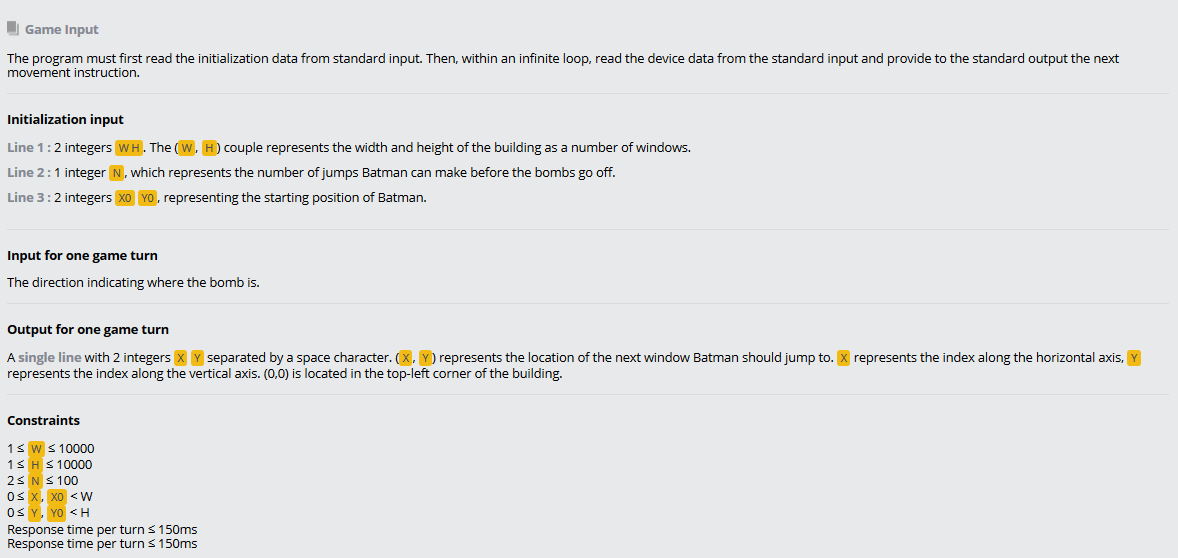 Game Input
The program must first read the initialization data from standard input. Then, within an infinite loop, read the device data from the standard input and provide to the standard output the next
movement instruction.
Initialization input
Line 1 : 2 integers W H. The (W, H) couple represents the width and height of the building as a number of windows.
Line 2 : 1 integer N, which represents the number of jumps Batman can make before the bombs go off.
Line 3 : 2 integers X0 Y0, representing the starting position of Batman.
Input for one game turn
The direction indicating where the bomb is.
Output for one game turn
A single line with 2 integers X Y separated by a space character. (X, Y) represents the location of the next window Batman should jump to. X represents the index along the horizontal axis, Y
represents the index along the vertical axis. (0,0) is located in the top-left corner of the building.
Constraints
1 ≤ W ≤ 10000
1 ≤ H ≤ 10000
2 ≤ N ≤ 100
0 ≤ X, X0 < W
0 ≤ Y, Y0 < H
Response time per turn ≤ 150ms
Response time per turn ≤ 150ms